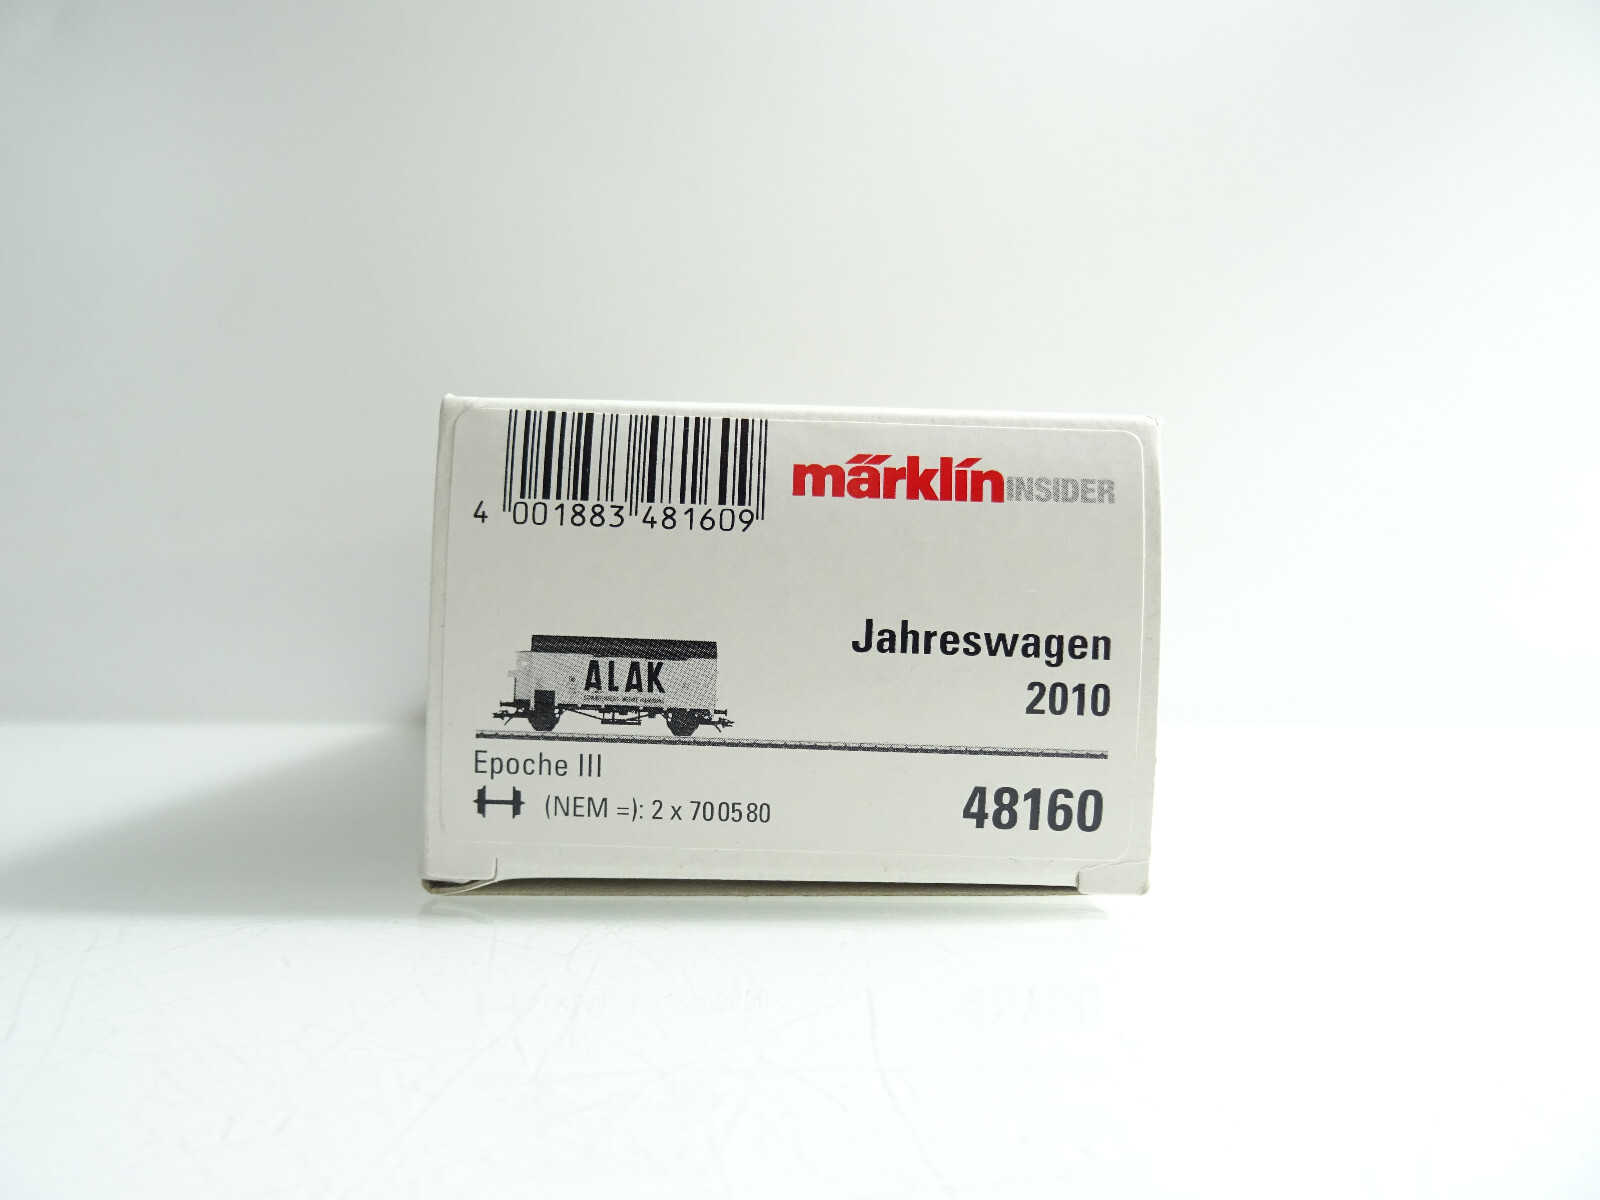 4 001883 481609
märklin INSIDER
Jahreswagen
2010
ALAK
Epoche III
(NEM =): 2 x 700580
48160